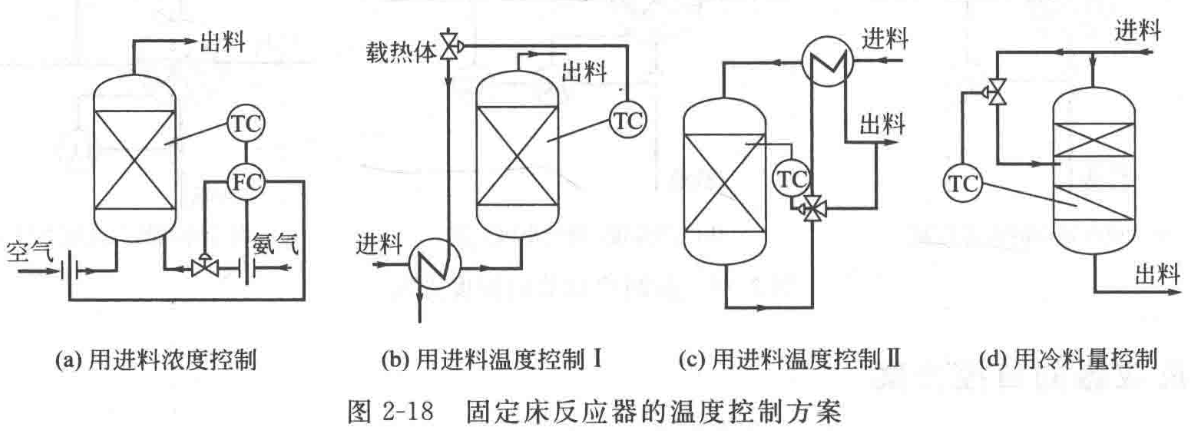 出料
TC
FC
空气
氨气
(a) 用进料浓度控制
载热体
出料
TC
进料
(b) 用进料温度控制Ⅰ
进料
出料
TC
(c) 用进料温度控制Ⅱ
进料
TC
出料
(d) 用冷料量控制
图 2-18 固定床反应器的温度控制方案